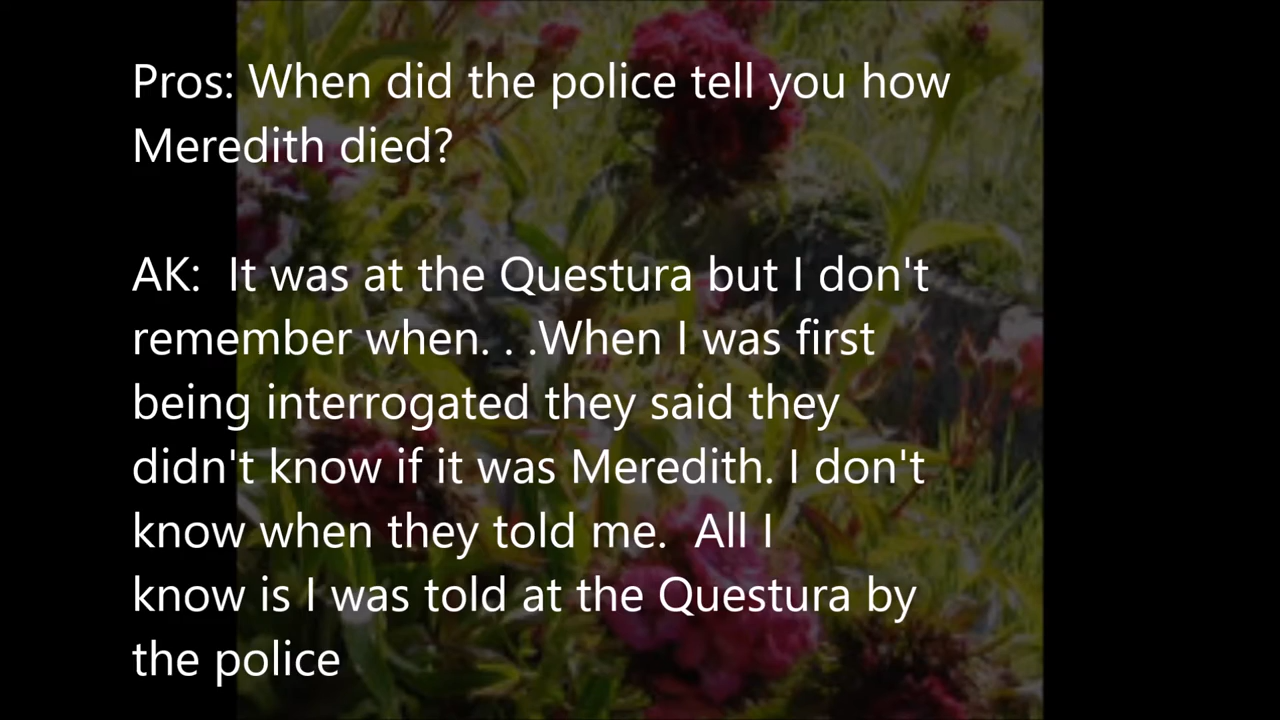 Pros: When did the police tell you how
Meredith died?
AK:  It was at the Questura but I don't
remember when. . .When I was first
being interrogated they said they
didn't know if it was Meredith. I don't
know when they told me.  All I
know is I was told at the Questura by
the police